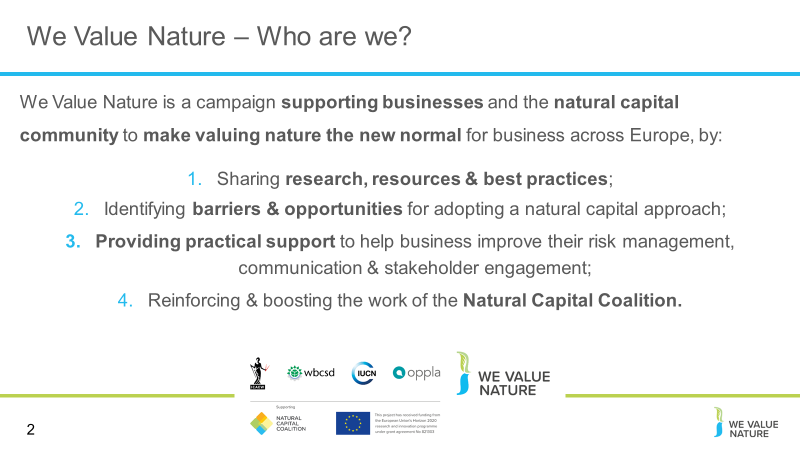 We Value Nature – Who are we?
We Value Nature is a campaign supporting businesses and the natural capital
community to make valuing nature the new normal for business across Europe, by:
1. Sharing research, resources & best practices;
2. Identifying barriers & opportunities for adopting a natural capital approach;
3. Providing practical support to help business improve their risk management,
communication & stakeholder engagement;
4. Reinforcing & boosting the work of the Natural Capital Coalition.
wbcsd
IUCN
oppla
WE VALUE
NATURE
Supporting
NATURAL
CAPITAL
COALITION
This project has received funding from
the European Union's Horizon 2020
research and innovation programme
under grant agreement No
2
WE VALUE
NATURE